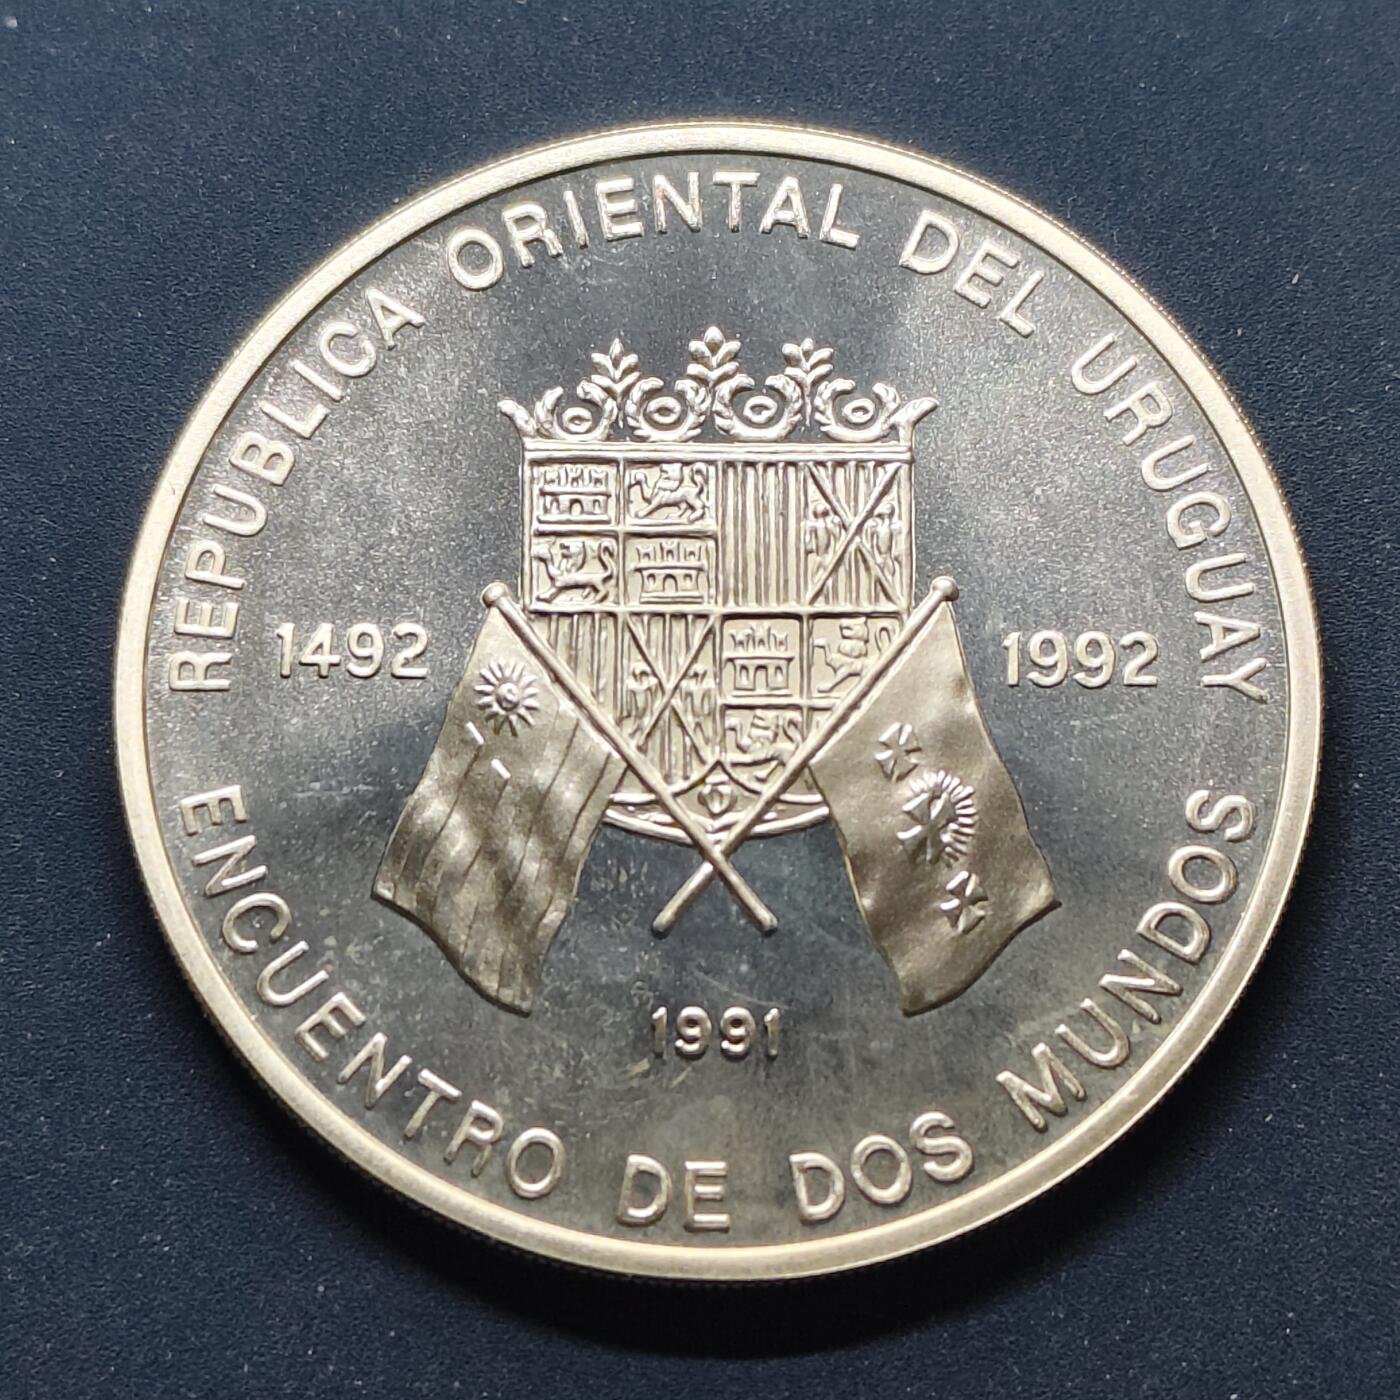 REPUBLICA ORIENTAL DEL URUGUAY
1492
1992
1991
ENCUENTRO DE DOS MUNDOS